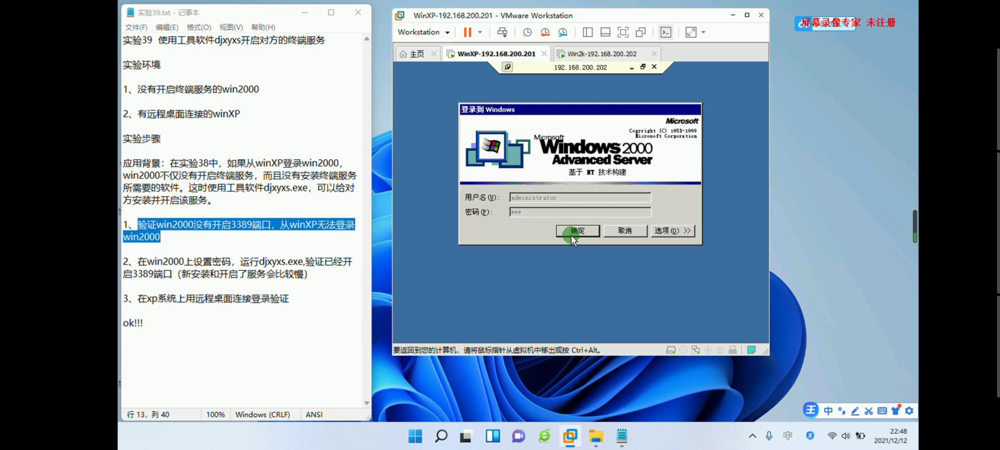 实验39.txt - 记事本
文件(F) 编辑(E) 格式(O) 视图(V) 帮助(H)
实验39 使用工具软件djxyxs开启对方的终端服务
实验环境
1、没有开启终端服务的win2000
2、有远程桌面连接的winXP
实验步骤
应用背景：在实验38中，如果从winXP登录win2000，
win2000不仅没有开启终端服务，而且没有安装终端服务
所需要的软件。这时使用工具软件djxyxs.exe，可以给对
方安装并开启该服务。
1、验证win2000没有开启3389端口，从winXP无法登录
win2000
2、在win2000上设置密码，运行djxyxs.exe,验证已经开
启3389端口（新安装和开启了服务会比较慢）
3、在xp系统上用远程桌面连接登录验证
ok!!!
行 13，列 40 100% Windows (CRLF) ANSI
WinXP-192.168.200.201 - VMware Workstation
Workstation
主页 WinXP-192.168.200.201 Win2k-192.168.200.202
192.168.200.202
登录到 Windows
Microsoft
Copyright (C) 1985-1999
Microsoft Corporation
Microsoft
Windows 2000
Advanced Server
基于 NT 技术构建
用户名(U): administrator
密码(P): ***
确定 取消 选项(O) >>
要返回到您的计算机，请将鼠标指针从虚拟机中移出或按 Ctrl+Alt。
屏幕录像专家 未注册
王 中
中
22:48
2021/12/12